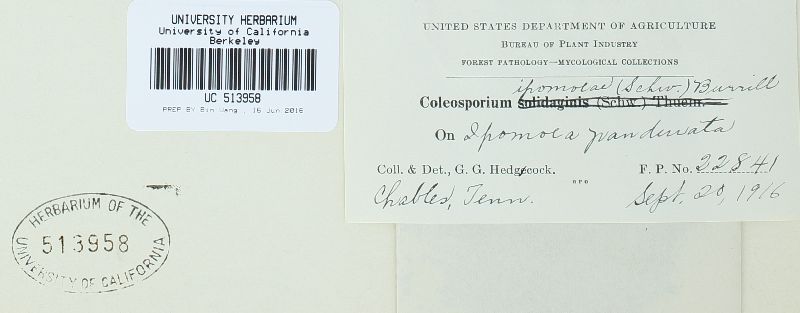 UNIVERSITY HERBARIUM
University of California
Berkeley
UC 513958
PREP BY Bin Wang , 15 Jun 2016
UNITED STATES DEPARTMENT OF AGRICULTURE
BUREAU OF PLANT INDUSTRY
FOREST PATHOLOGY—MYCOLOGICAL COLLECTIONS
ipomoeae (Schw.) Burrill
Coleosporium solidaginis (Schw.) Thuem.
On Ipomoea pandurata
Coll. & Det., G. G. Hedgcock. F. P. No. 22841
GPO
Tenn. Sept. 20, 1916
HERBARIUM OF THE
513958
UNIVERSITY OF CALIFORNIA